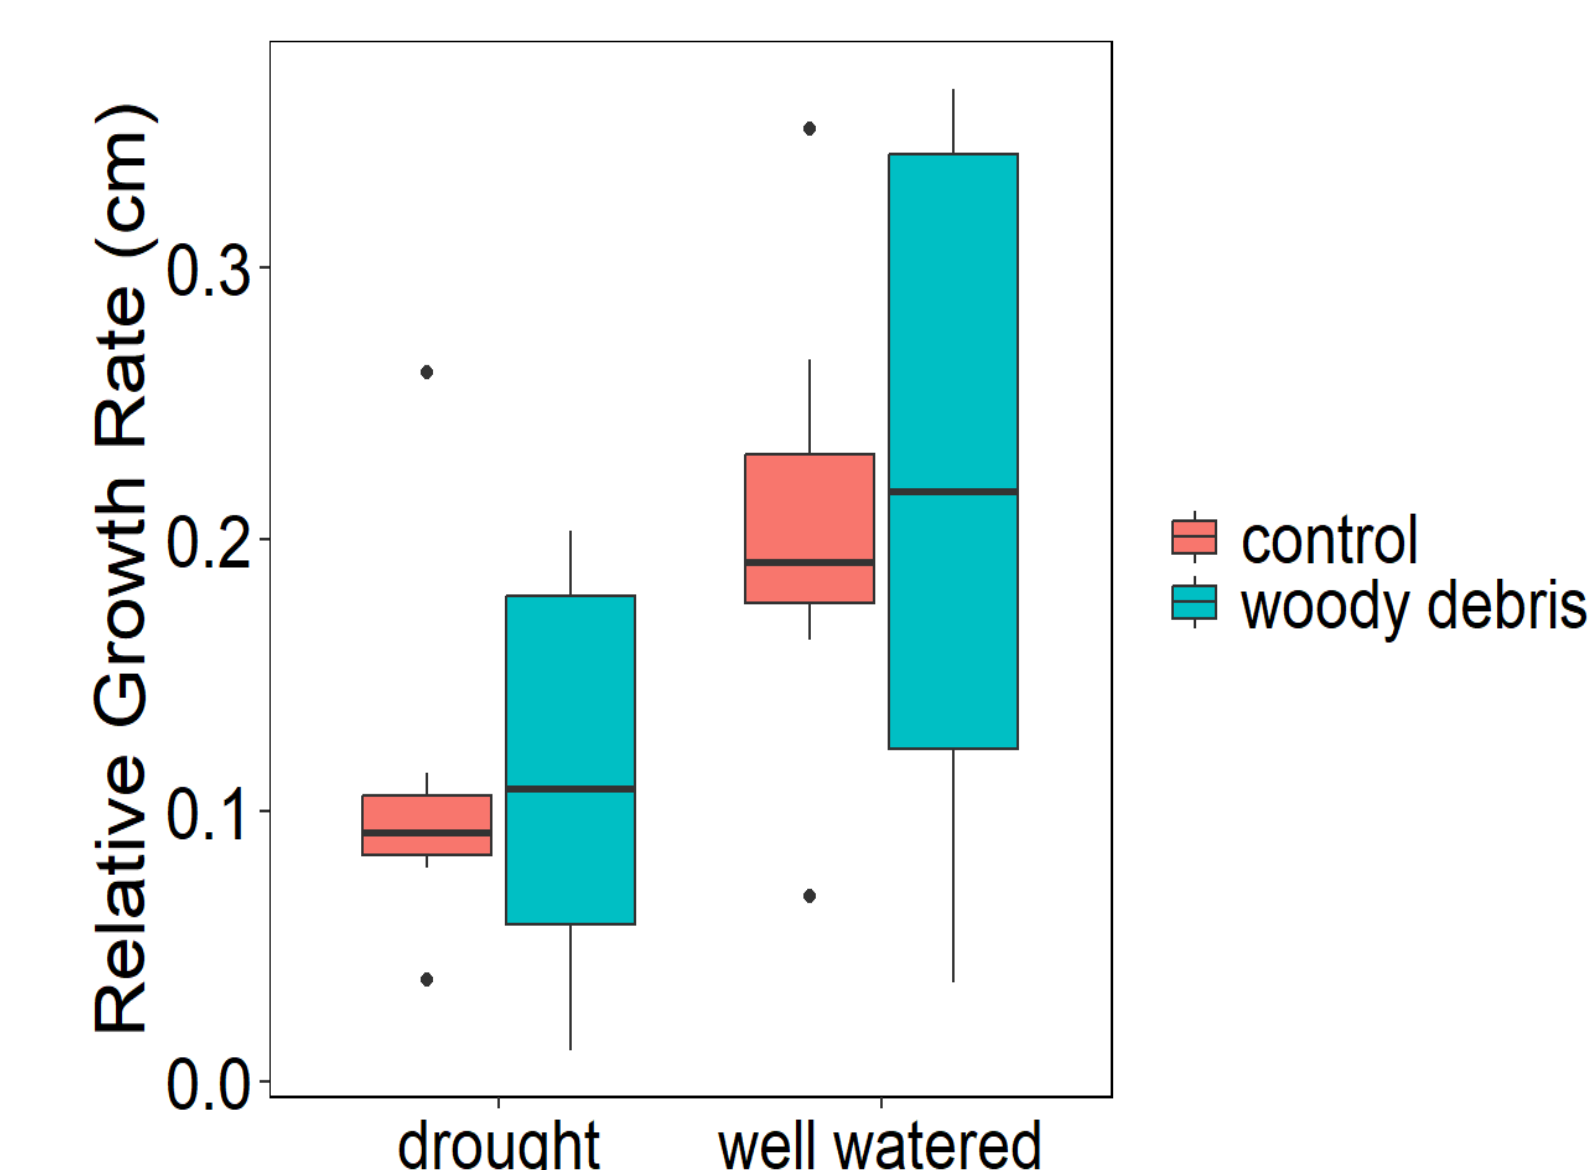 Relative Growth Rate (cm)
0.3
0.2
0.1
0.0
drought
well watered
control
woody debris